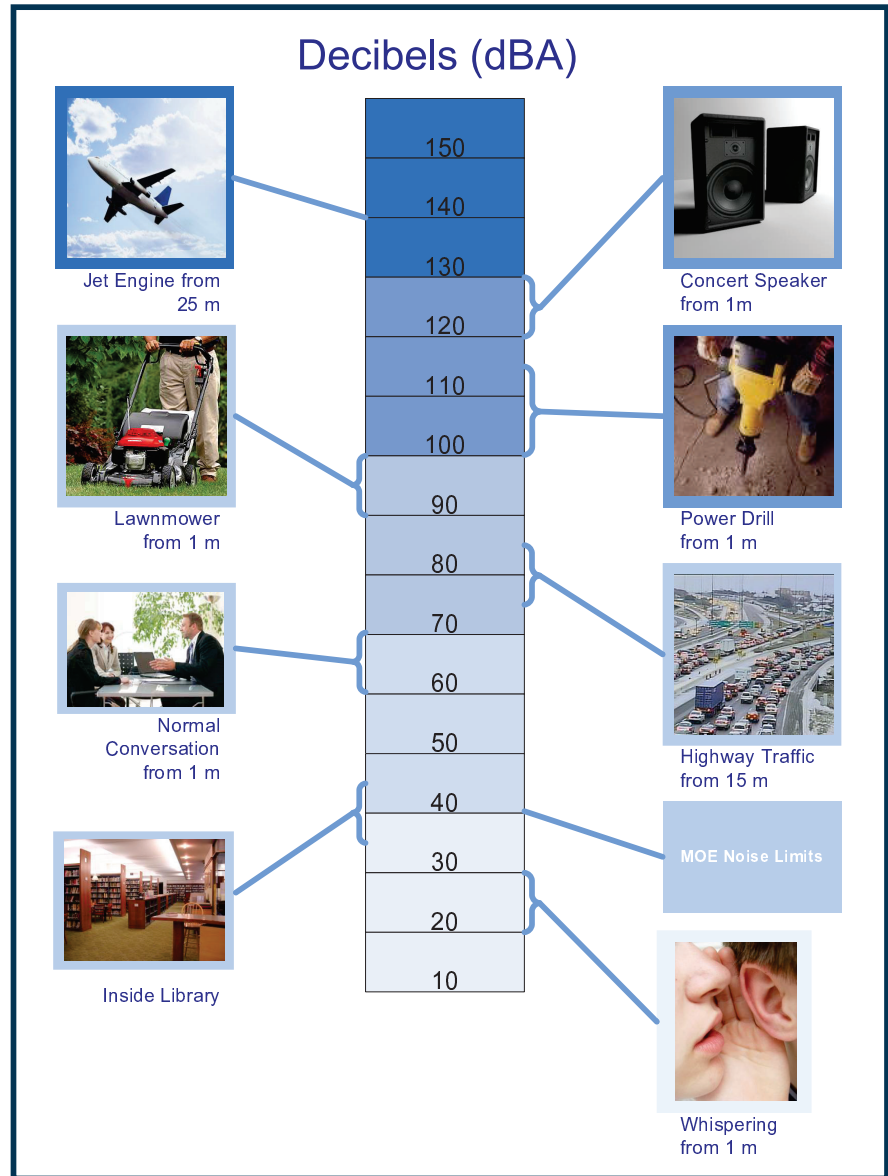 Decibels (dBA)
150
140
130
120
110
100
90
80
70
60
50
40
30
20
10
Jet Engine from
25 m
Lawnmower
from 1 m
Normal
Conversation
from 1 m
Inside Library
Concert Speaker
from 1m
Power Drill
from 1 m
Highway Traffic
from 15 m
MOE Noise Limits
Whispering
from 1 m